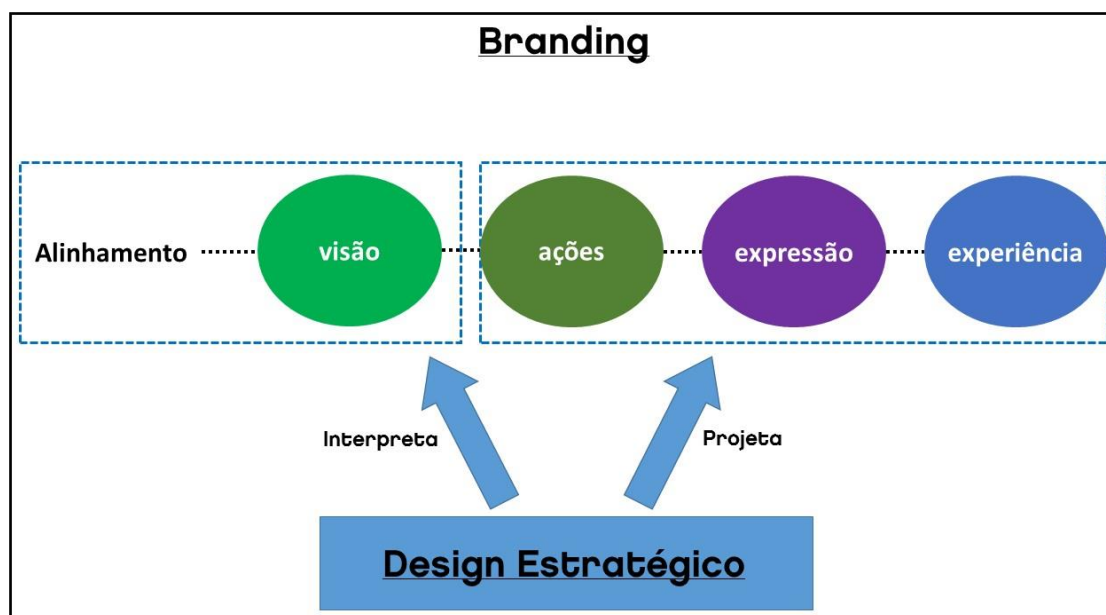 Branding
Alinhamento visão ações expressão experiência
Interpreta Projeta
Design Estratégico